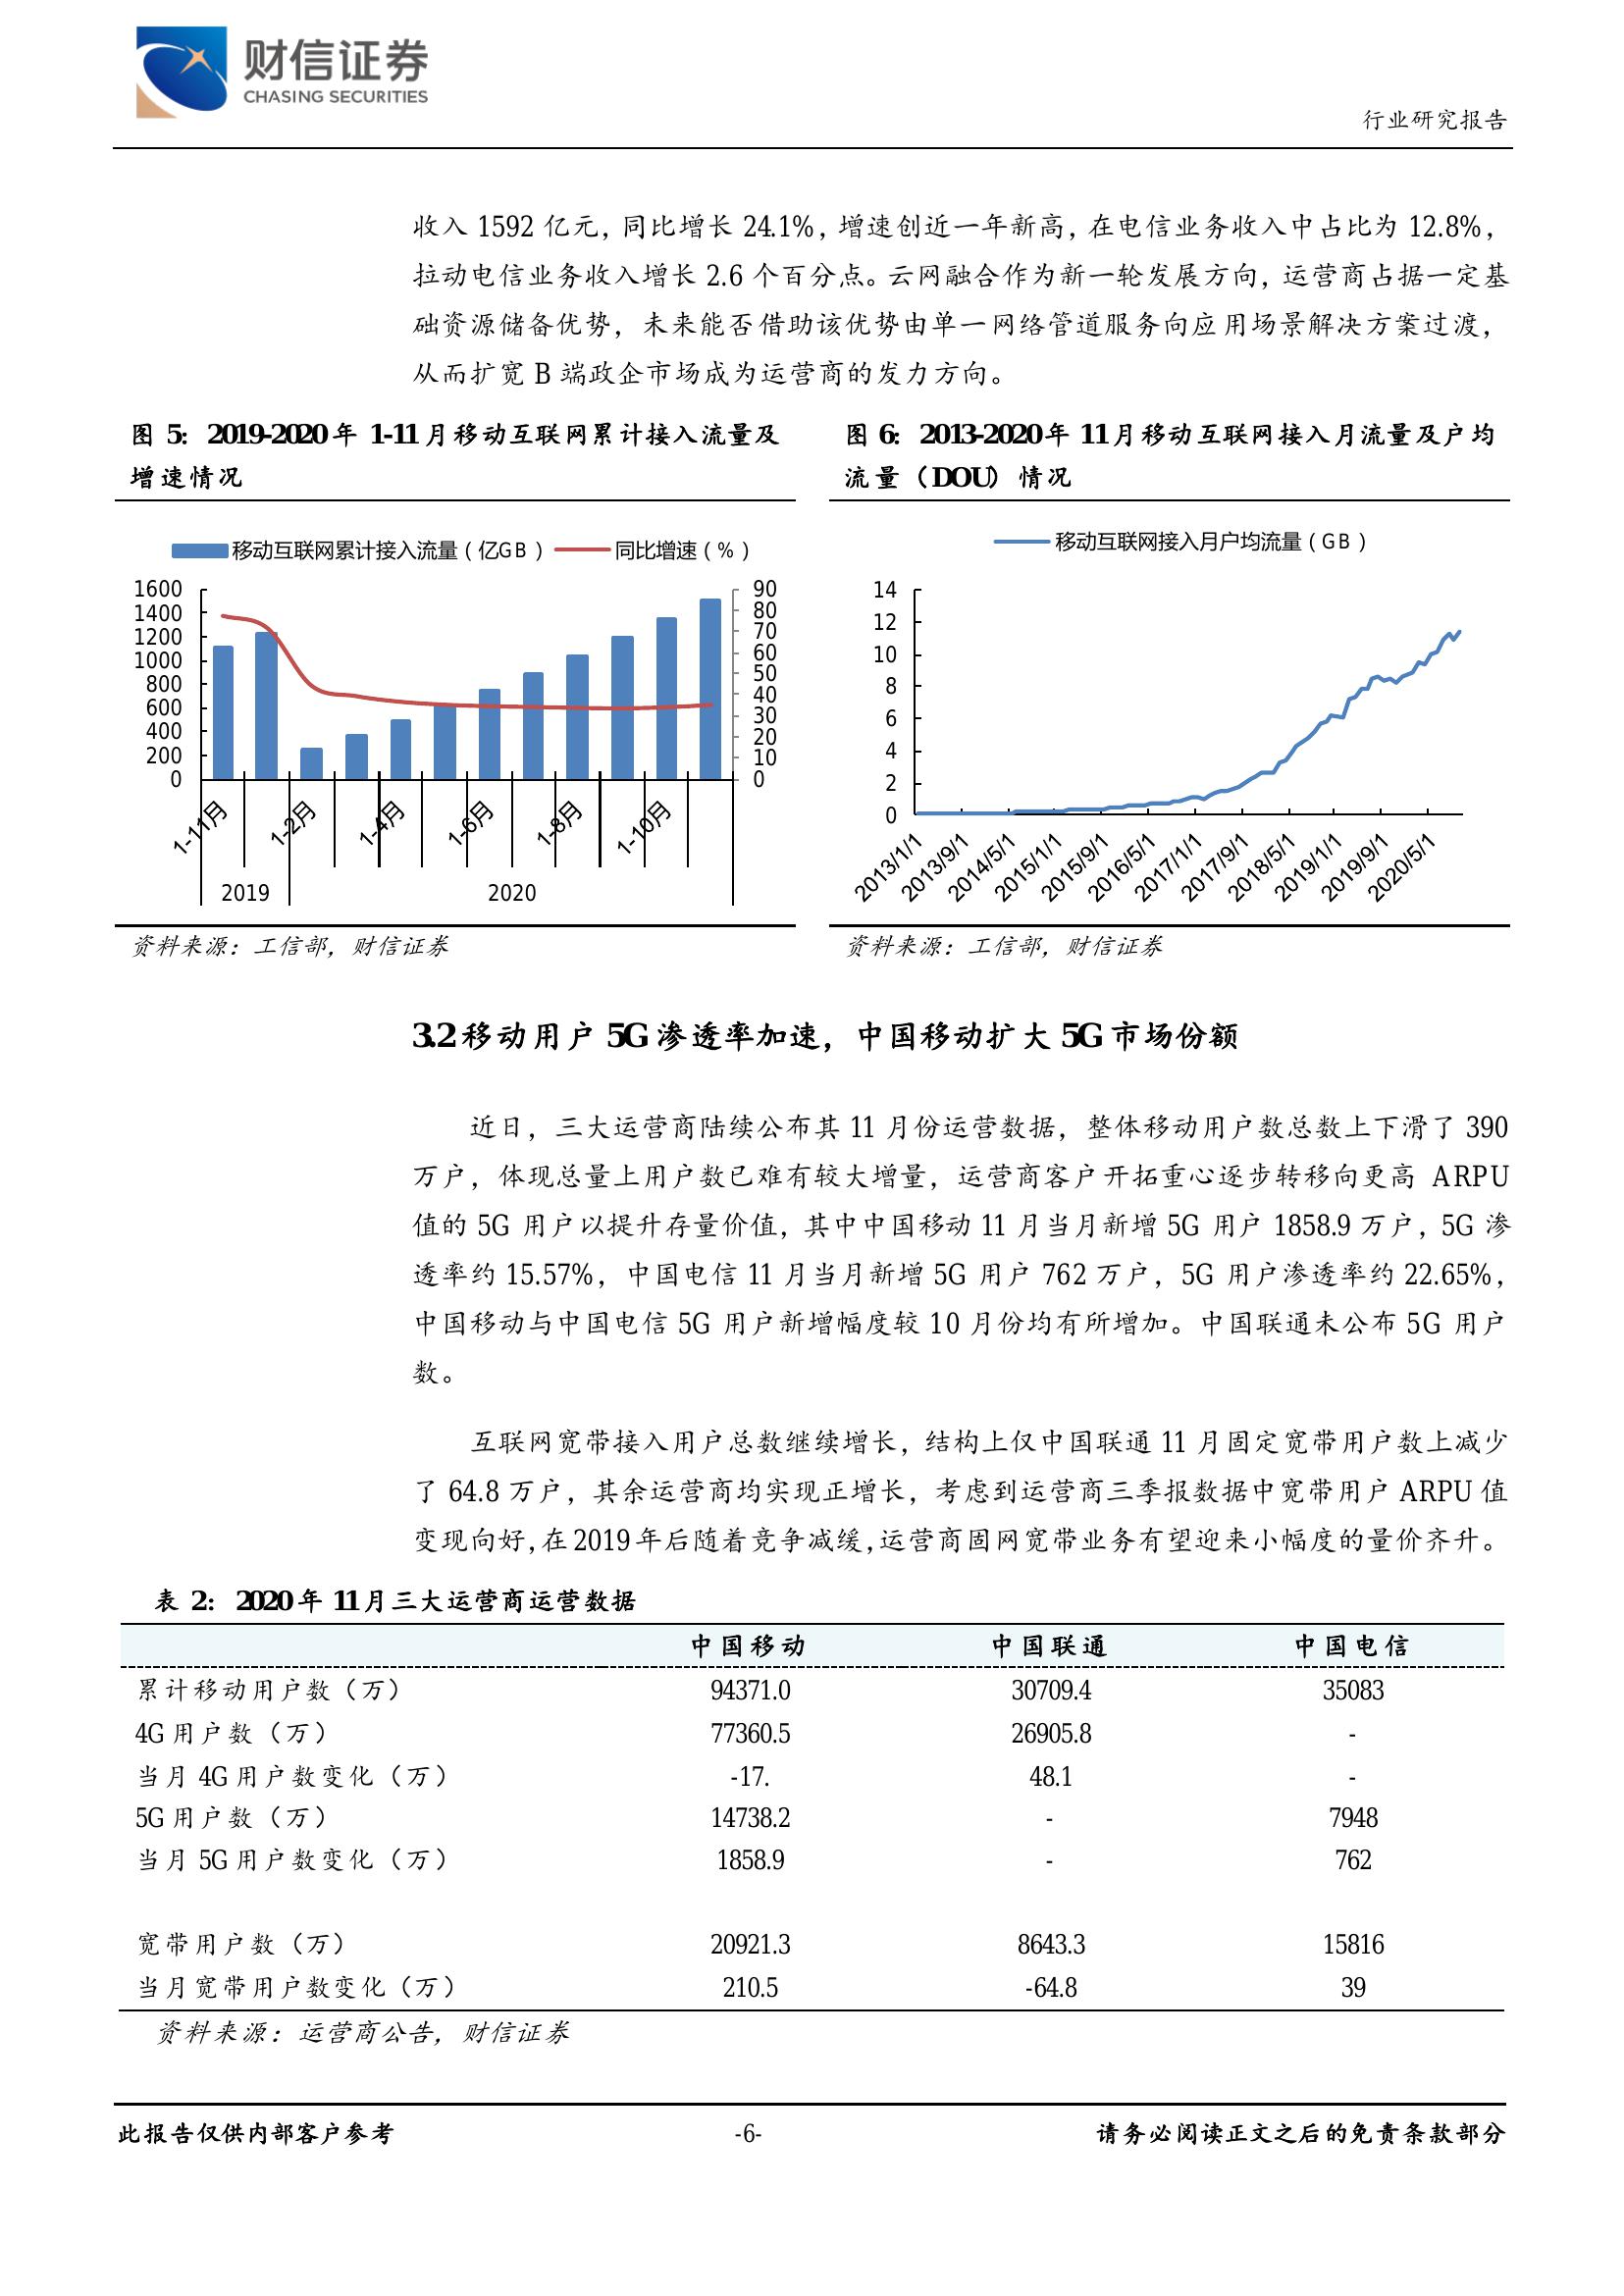 财信证券
CHASING SECURITIES
行业研究报告
收入 1592 亿元，同比增长 24.1%，增速创近一年新高，在电信业务收入中占比为 12.8%，
拉动电信业务收入增长 2.6 个百分点。云网融合作为新一轮发展方向，运营商占据一定基
础资源储备优势，未来能否借助该优势由单一网络管道服务向应用场景解决方案过渡，
从而扩宽 B 端政企市场成为运营商的发力方向。
图 5：2019-2020 年 1-11 月移动互联网累计接入流量及
增速情况
移动互联网累计接入流量（亿GB） 同比增速（%）
1600
1400
1200
1000
800
600
400
200
0
90
80
70
60
50
40
30
20
10
0
1-11月 1-2月 1-4月 1-6月 1-8月 1-10月
2019 2020
资料来源：工信部，财信证券
图 6：2013-2020 年 11 月移动互联网接入月流量及户均
流量（DOU）情况
移动互联网接入月户均流量（GB）
14
12
10
8
6
4
2
0
2013/1/1 2013/9/1 2014/5/1 2015/1/1 2015/9/1 2016/5/1 2017/1/1 2017/9/1 2018/5/1 2019/1/1 2019/9/1 2020/5/1
资料来源：工信部，财信证券
3.2 移动用户 5G 渗透率加速，中国移动扩大 5G 市场份额
近日，三大运营商陆续公布其 11 月份运营数据，整体移动用户数总数上下滑了 390
万户，体现总量上用户数已难有较大增量，运营商客户开拓重心逐步转移向更高 ARPU
值的 5G 用户以提升存量价值，其中中国移动 11 月当月新增 5G 用户 1858.9 万户，5G 渗
透率约 15.57%，中国电信 11 月当月新增 5G 用户 762 万户，5G 用户渗透率约 22.65%，
中国移动与中国电信 5G 用户新增幅度较 10 月份均有所增加。中国联通未公布 5G 用户
数。
互联网宽带接入用户总数继续增长，结构上仅中国联通 11 月固定宽带用户数上减少
了 64.8 万户，其余运营商均实现正增长，考虑到运营商三季报数据中宽带用户 ARPU 值
变现向好，在 2019 年后随着竞争减缓，运营商固网宽带业务有望迎来小幅度的量价齐升。
表 2：2020 年 11 月三大运营商运营数据
中国移动 中国联通 中国电信
累计移动用户数（万） 94371.0 30709.4 35083
4G 用户数（万） 77360.5 26905.8 -
当月 4G 用户数变化（万） -17. 48.1 -
5G 用户数（万） 14738.2 - 7948
当月 5G 用户数变化（万） 1858.9 - 762
宽带用户数（万） 20921.3 8643.3 15816
当月宽带用户数变化（万） 210.5 -64.8 39
资料来源：运营商公告，财信证券
此报告仅供内部客户参考 -6- 请务必阅读正文之后的免责条款部分